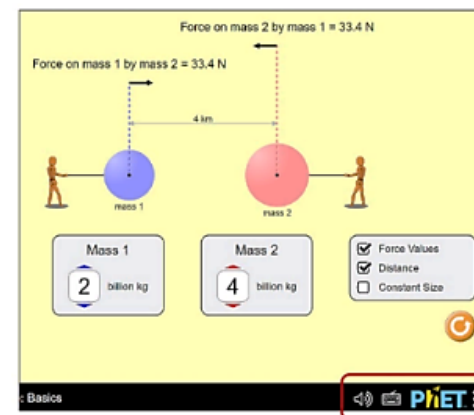 Force on mass 2 by mass 1 = 33.4 N
Force on mass 1 by mass 2 = 33.4 N
4 km
mass 1
mass 2
Mass 1
2 billion kg
Mass 2
4 billion kg
Force Values
Distance
Constant Size
: Basics
PhET